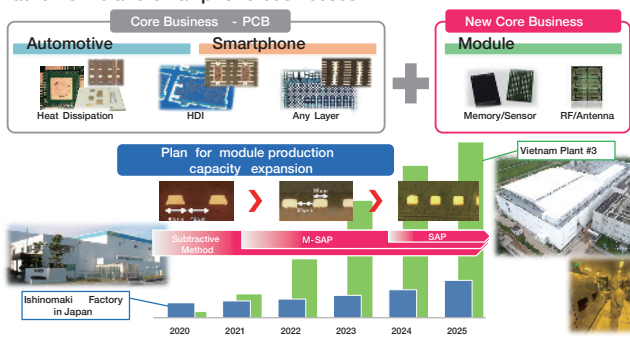 Core Business - PCB
New Core Business
Automotive
Smartphone
Module
Heat Dissipation
HDI
Any Layer
Memory/Sensor
RF/Antenna
Plan for module production
capacity expansion
Vietnam Plant #3
Subtractive
Method
M-SAP
SAP
Ishinomaki Factory
in Japan
2020
2021
2022
2023
2024
2025